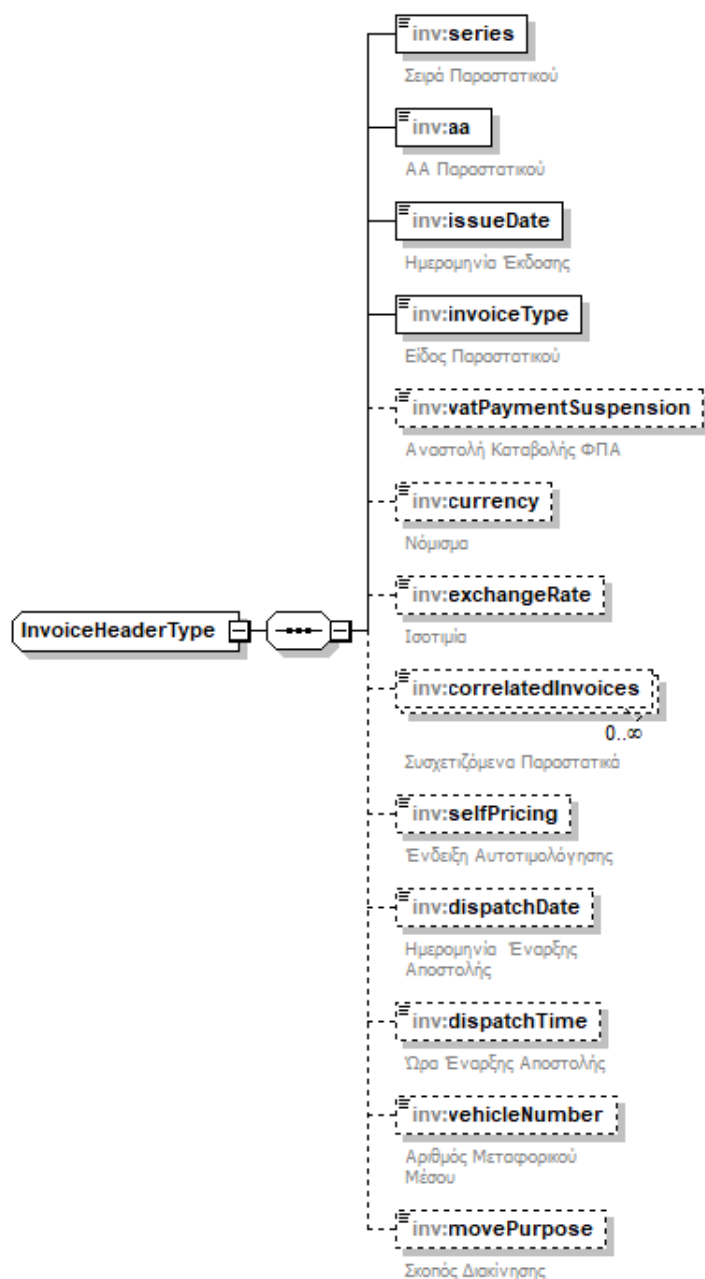 inv:series
Σειρά Παραστατικού
inv:aa
ΑΑ Παραστατικού
inv:issueDate
Ημερομηνία Έκδοσης
inv:invoiceType
Είδος Παραστατικού
inv:vatPaymentSuspension
Αναστολή Καταβολής ΦΠΑ
inv:currency
Νόμισμα
inv:exchangeRate
Ισοτιμία
InvoiceHeaderType
inv:correlatedInvoices
0..∞
Συσχετιζόμενα Παραστατικά
inv:selfPricing
Ένδειξη Αυτοτιμολόγησης
inv:dispatchDate
Ημερομηνία Έναρξης
Αποστολής
inv:dispatchTime
Ώρα Έναρξης Αποστολής
inv:vehicleNumber
Αριθμός Μεταφορικού
Μέσου
inv:movePurpose
Σκοπός Διακίνησης